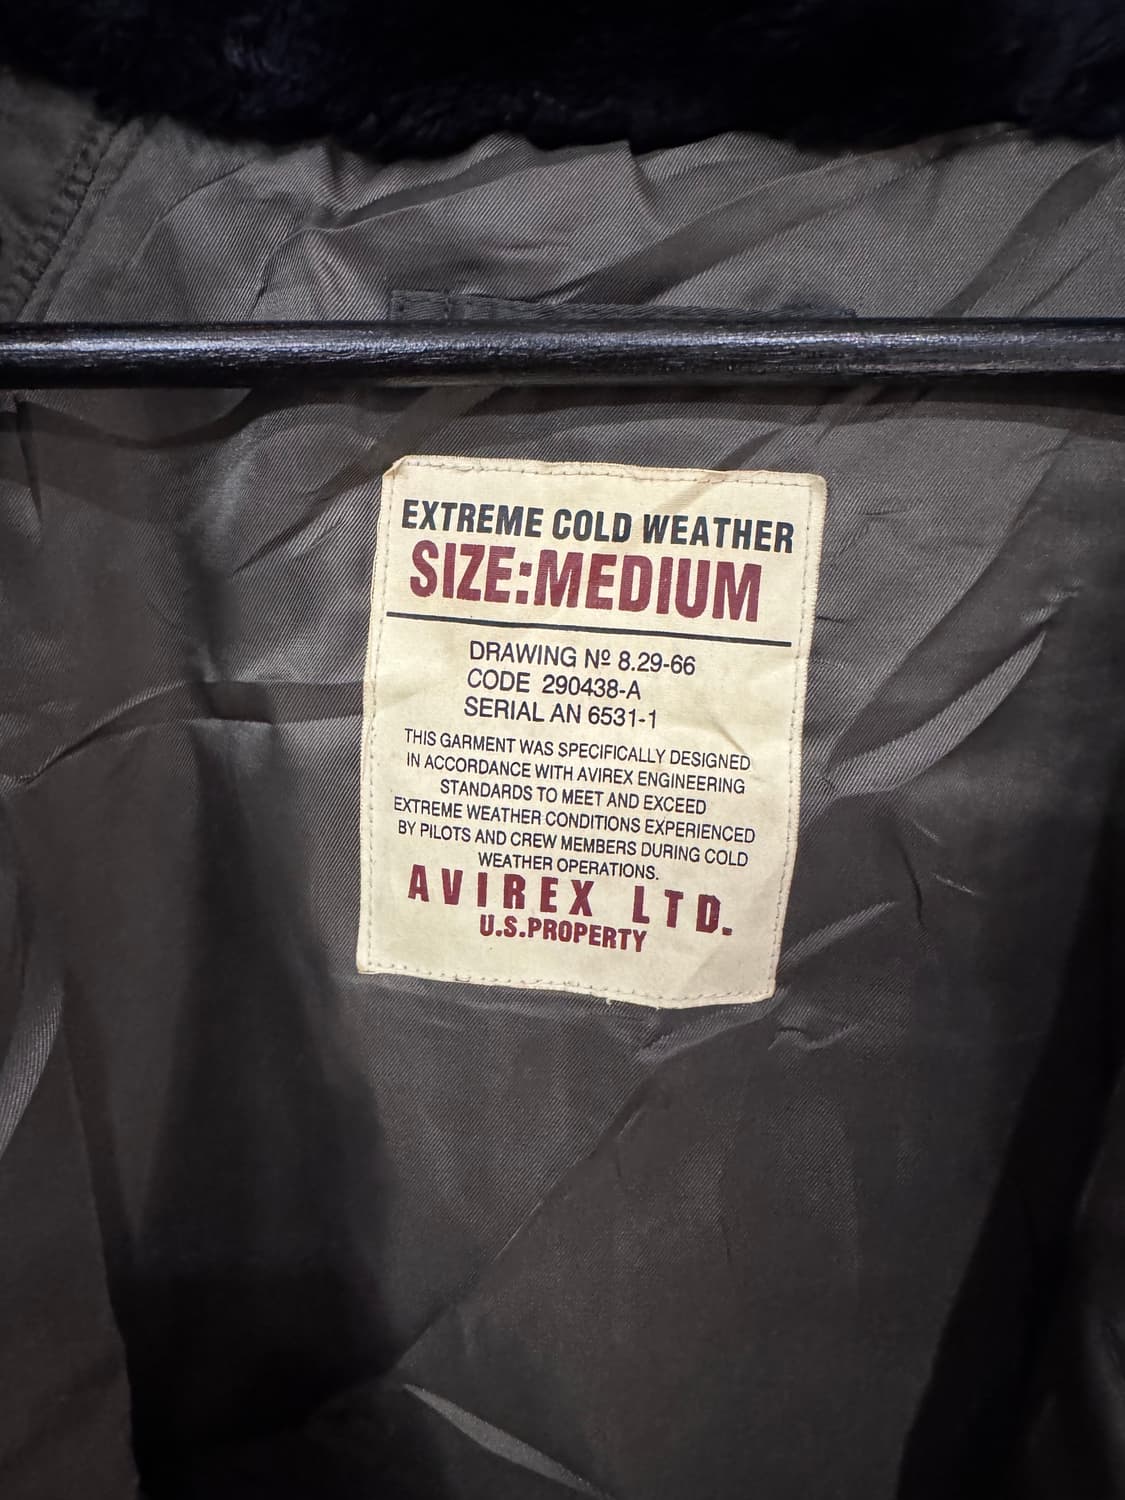 EXTREME COLD WEATHER
SIZE:MEDIUM
DRAWING Nº 8.29-66
CODE 290438-A
SERIAL AN 6531-1
THIS GARMENT WAS SPECIFICALLY DESIGNED
IN ACCORDANCE WITH AVIREX ENGINEERING
STANDARDS TO MEET AND EXCEED
EXTREME WEATHER CONDITIONS EXPERIENCED
BY PILOTS AND CREW MEMBERS DURING COLD
WEATHER OPERATIONS.
AVIREX LTD.
U.S.PROPERTY